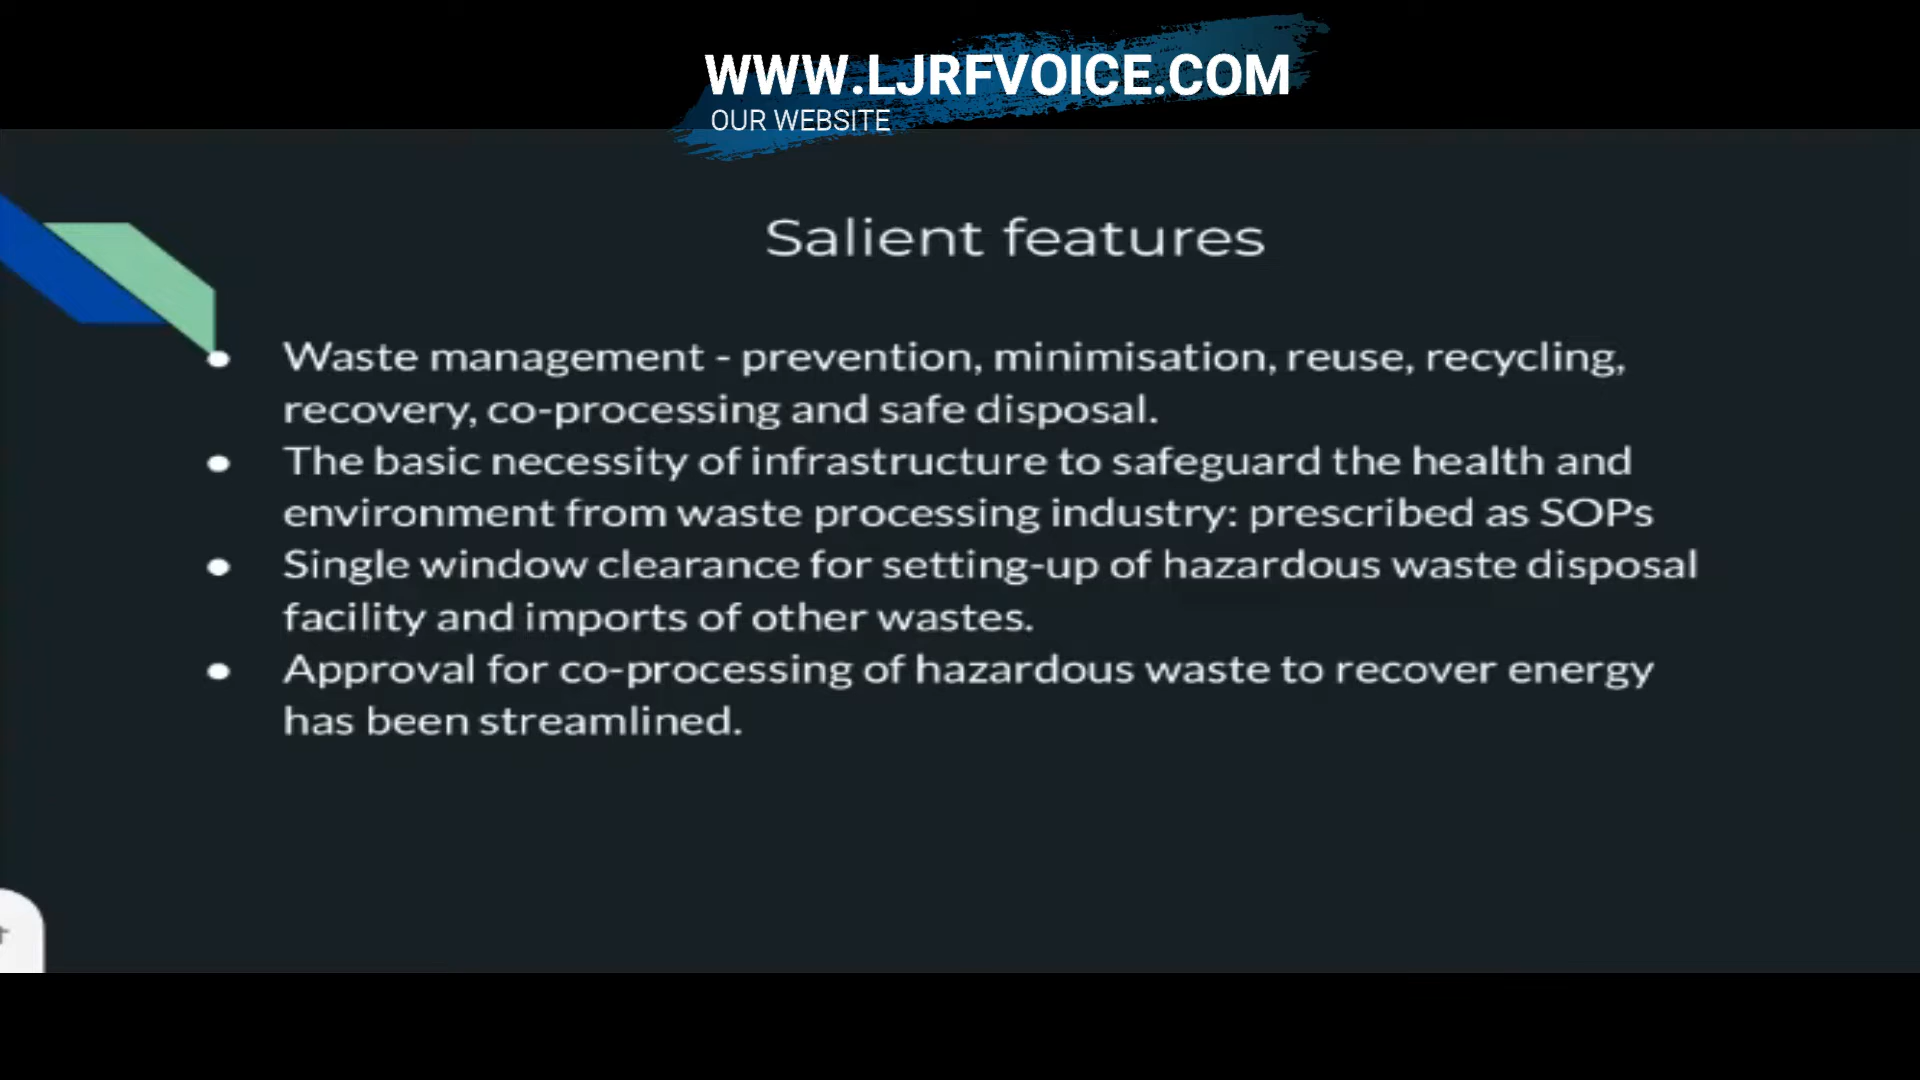 WWW.LJRFVOICE.COM
OUR WEBSITE
Salient features
● Waste management - prevention, minimisation, reuse, recycling,
recovery, co-processing and safe disposal.
● The basic necessity of infrastructure to safeguard the health and
environment from waste processing industry: prescribed as SOPs
● Single window clearance for setting-up of hazardous waste disposal
facility and imports of other wastes.
● Approval for co-processing of hazardous waste to recover energy
has been streamlined.